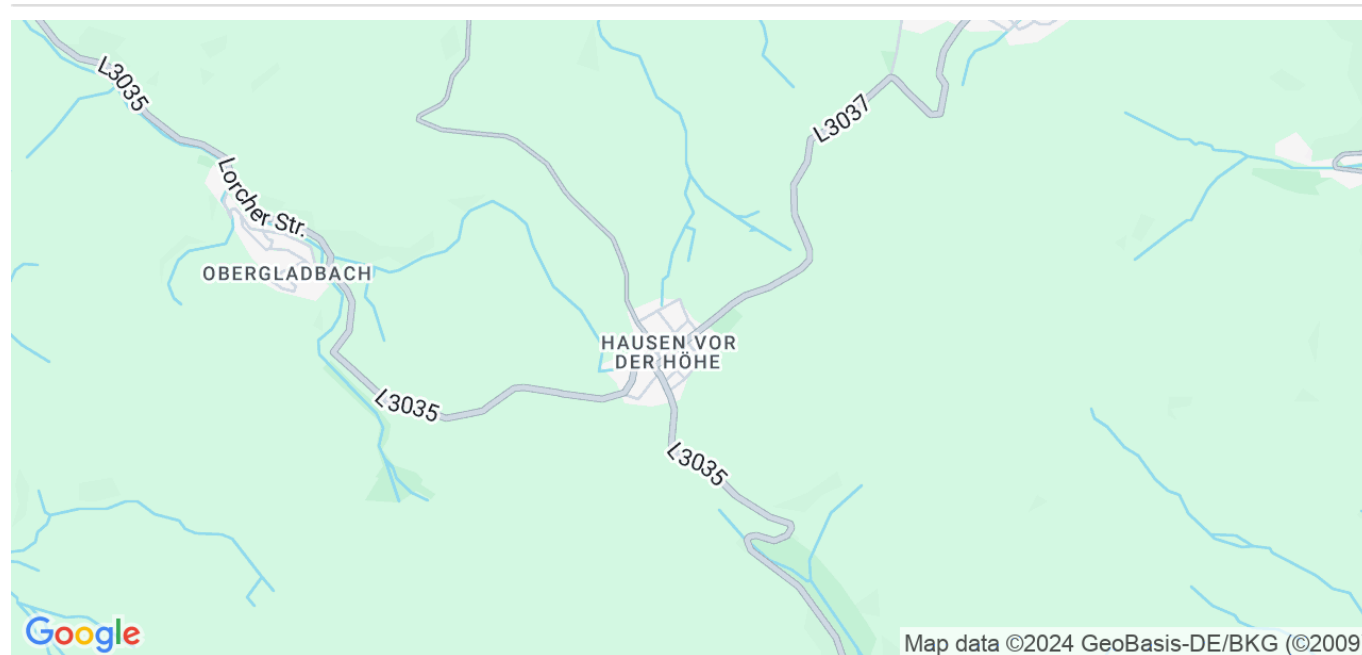 L3035
L3037
Lorcher Str.
OBERGLADBACH
HAUSEN VOR
DER HÖHE
L3035
L3035
Google
Map data ©2024 GeoBasis-DE/BKG (©2009